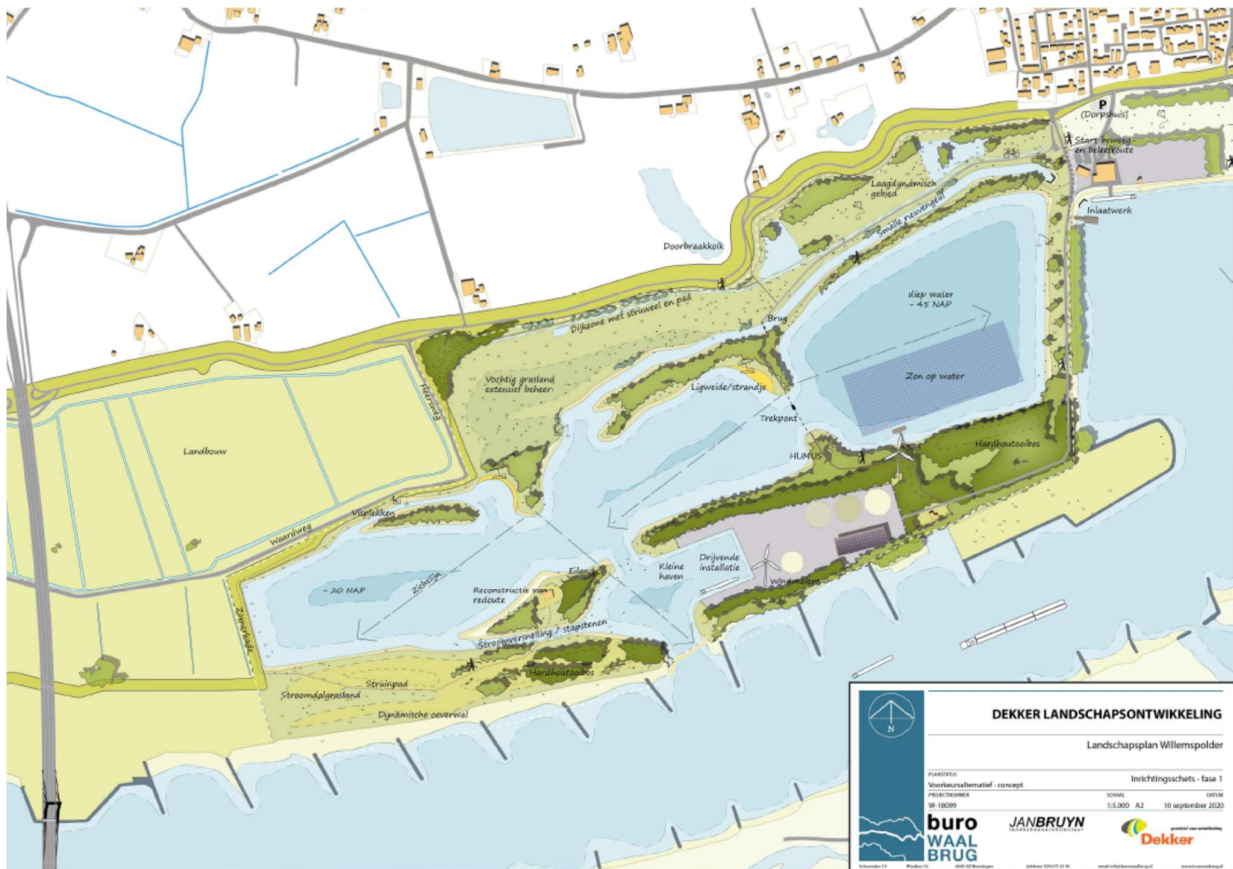 P
(Dorpshuis)
Start beweeg
en beleefroute
Laagdynamisch
gebied
Smalle nevengeul
Inlaatwerk
Doorbraakkolk
diep water
- 45 NAP
Dijkzone met struweel en pad
Brug
Zon op water
Vochtig grasland
extensief beheer
Ligweide/strandje
Trekpont
Landbouw
HUMUS
Hardhoutooibos
Visplekken
Waardweg
Drijvende
installatie
Kleine
haven
Zichtlijn
Eiland
- 20 NAP
Reconstructie van
redoute
Windmolens
Stroomversnelling / stapstenen
Zomerkade
Hardhoutooibos
Struinpad
Stroomdalgrasland
Dynamische oeverwal
N
DEKKER LANDSCHAPSONTWIKKELING
Landschapsplan Willemspolder
PLANSTATUS
Voorkeursalternatief - concept
Inrichtingsschets - fase 1
PROJECTNUMMER
SCHAAL
DATUM
W-18099
1:5.000 A2
10 september 2020
buro
WAAL
BRUG
JANBRUYN
landschapsarchitectuur
Dekker